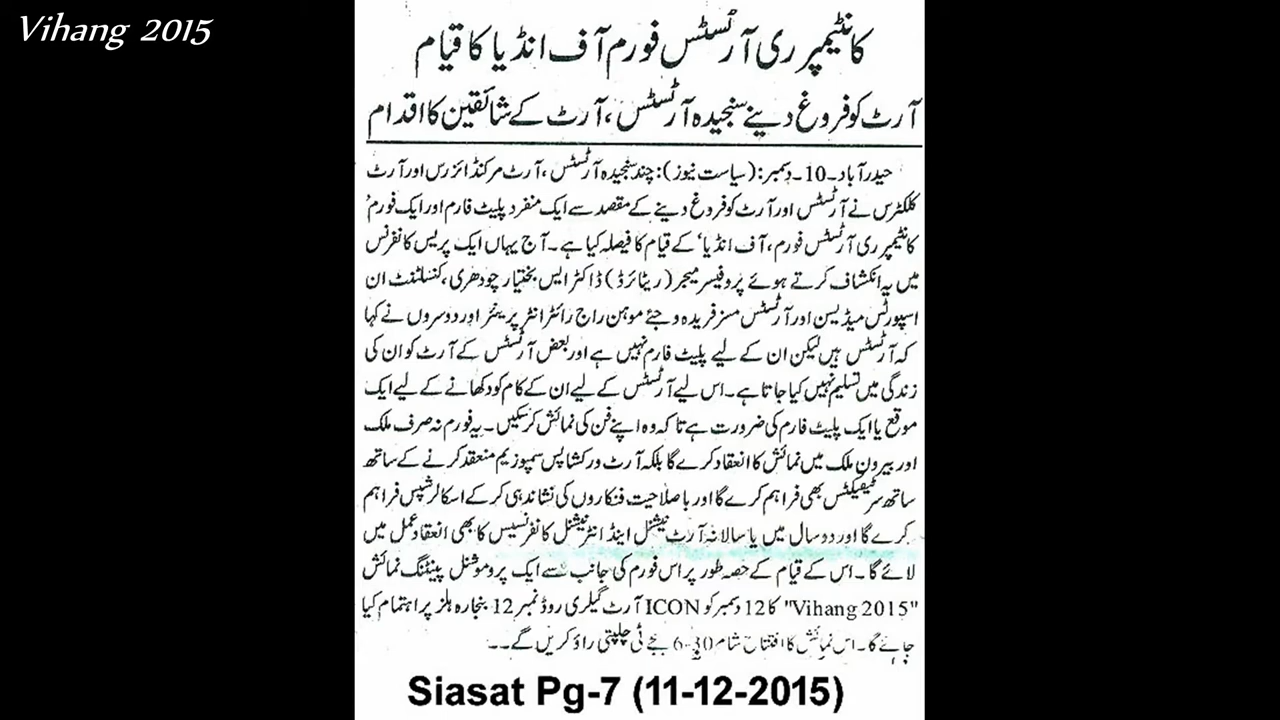 Vihang 2015
کانٹیمپرری آرٹسٹس فورم آف انڈیا کا قیام
آرٹ کو فروغ دینے سنجیدہ آرٹسٹس، آرٹ کے شائقین کا اقدام
حیدرآباد۔10۔دسمبر: (سیاست نیوز): چند سنجیدہ آرٹسٹس، آرٹ مرکنڈائزرس اور آرٹ
کلکٹرس نے آرٹسٹس اور آرٹ کو فروغ دینے کے مقصد سے ایک منفرد پلیٹ فارم اور ایک فورم'
کانٹیمپرری آرٹسٹس فورم، آف انڈیا' کے قیام کا فیصلہ کیا ہے۔ آج یہاں ایک پریس کانفرنس
میں یہ انکشاف کرتے ہوئے پروفیسر میجر (ریٹائرڈ) ڈاکٹر ایس بختیار چودھری، کنسلٹنٹ ان
اسپورٹس میڈیسن اور آرٹسٹس مسز فریدہ وجئے موہن راج رائٹر انٹرپرینئر اور دوسروں نے کہا
کہ آرٹسٹس ہیں لیکن ان کے لیے پلیٹ فارم نہیں ہے اور بعض آرٹسٹس کے آرٹ کو ان کی
زندگی میں تسلیم نہیں کیا جاتا ہے۔ اس لیے آرٹسٹس کے لیے ان کے کام کو دکھانے کے لیے ایک
موقع یا ایک پلیٹ فارم کی ضرورت ہے تاکہ وہ اپنے فن کی نمائش کر سکیں۔ یہ فورم نہ صرف ملک
اور بیرون ملک میں نمائش کا انعقاد کرے گا بلکہ آرٹ ورکشاپس سمپوزیم منعقد کرنے کے ساتھ
ساتھ سرٹیفیکٹس بھی فراہم کرے گا اور باصلاحیت فنکاروں کی نشاندہی کر کے اسکالرشپس فراہم
کرے گا اور دو سال میں یا سالانہ آرٹ نیشنل اینڈ انٹرنیشنل کانفرنسیس کا بھی انعقاد عمل میں
لائے گا۔ اس کے قیام کے حصہ طور پر اس فورم کی جانب سے ایک پروموشنل پینٹنگ نمائش
"Vihang 2015" کا 12 دسمبر کو ICON آرٹ گیلری روڈ نمبر 12 بنجارہ ہلز پر اہتمام کیا
جائے گا۔ اس نمائش کا افتتاح شام 6-30 بجے ٹی چلپتی راؤ کریں گے۔۔
Siasat Pg-7 (11-12-2015)